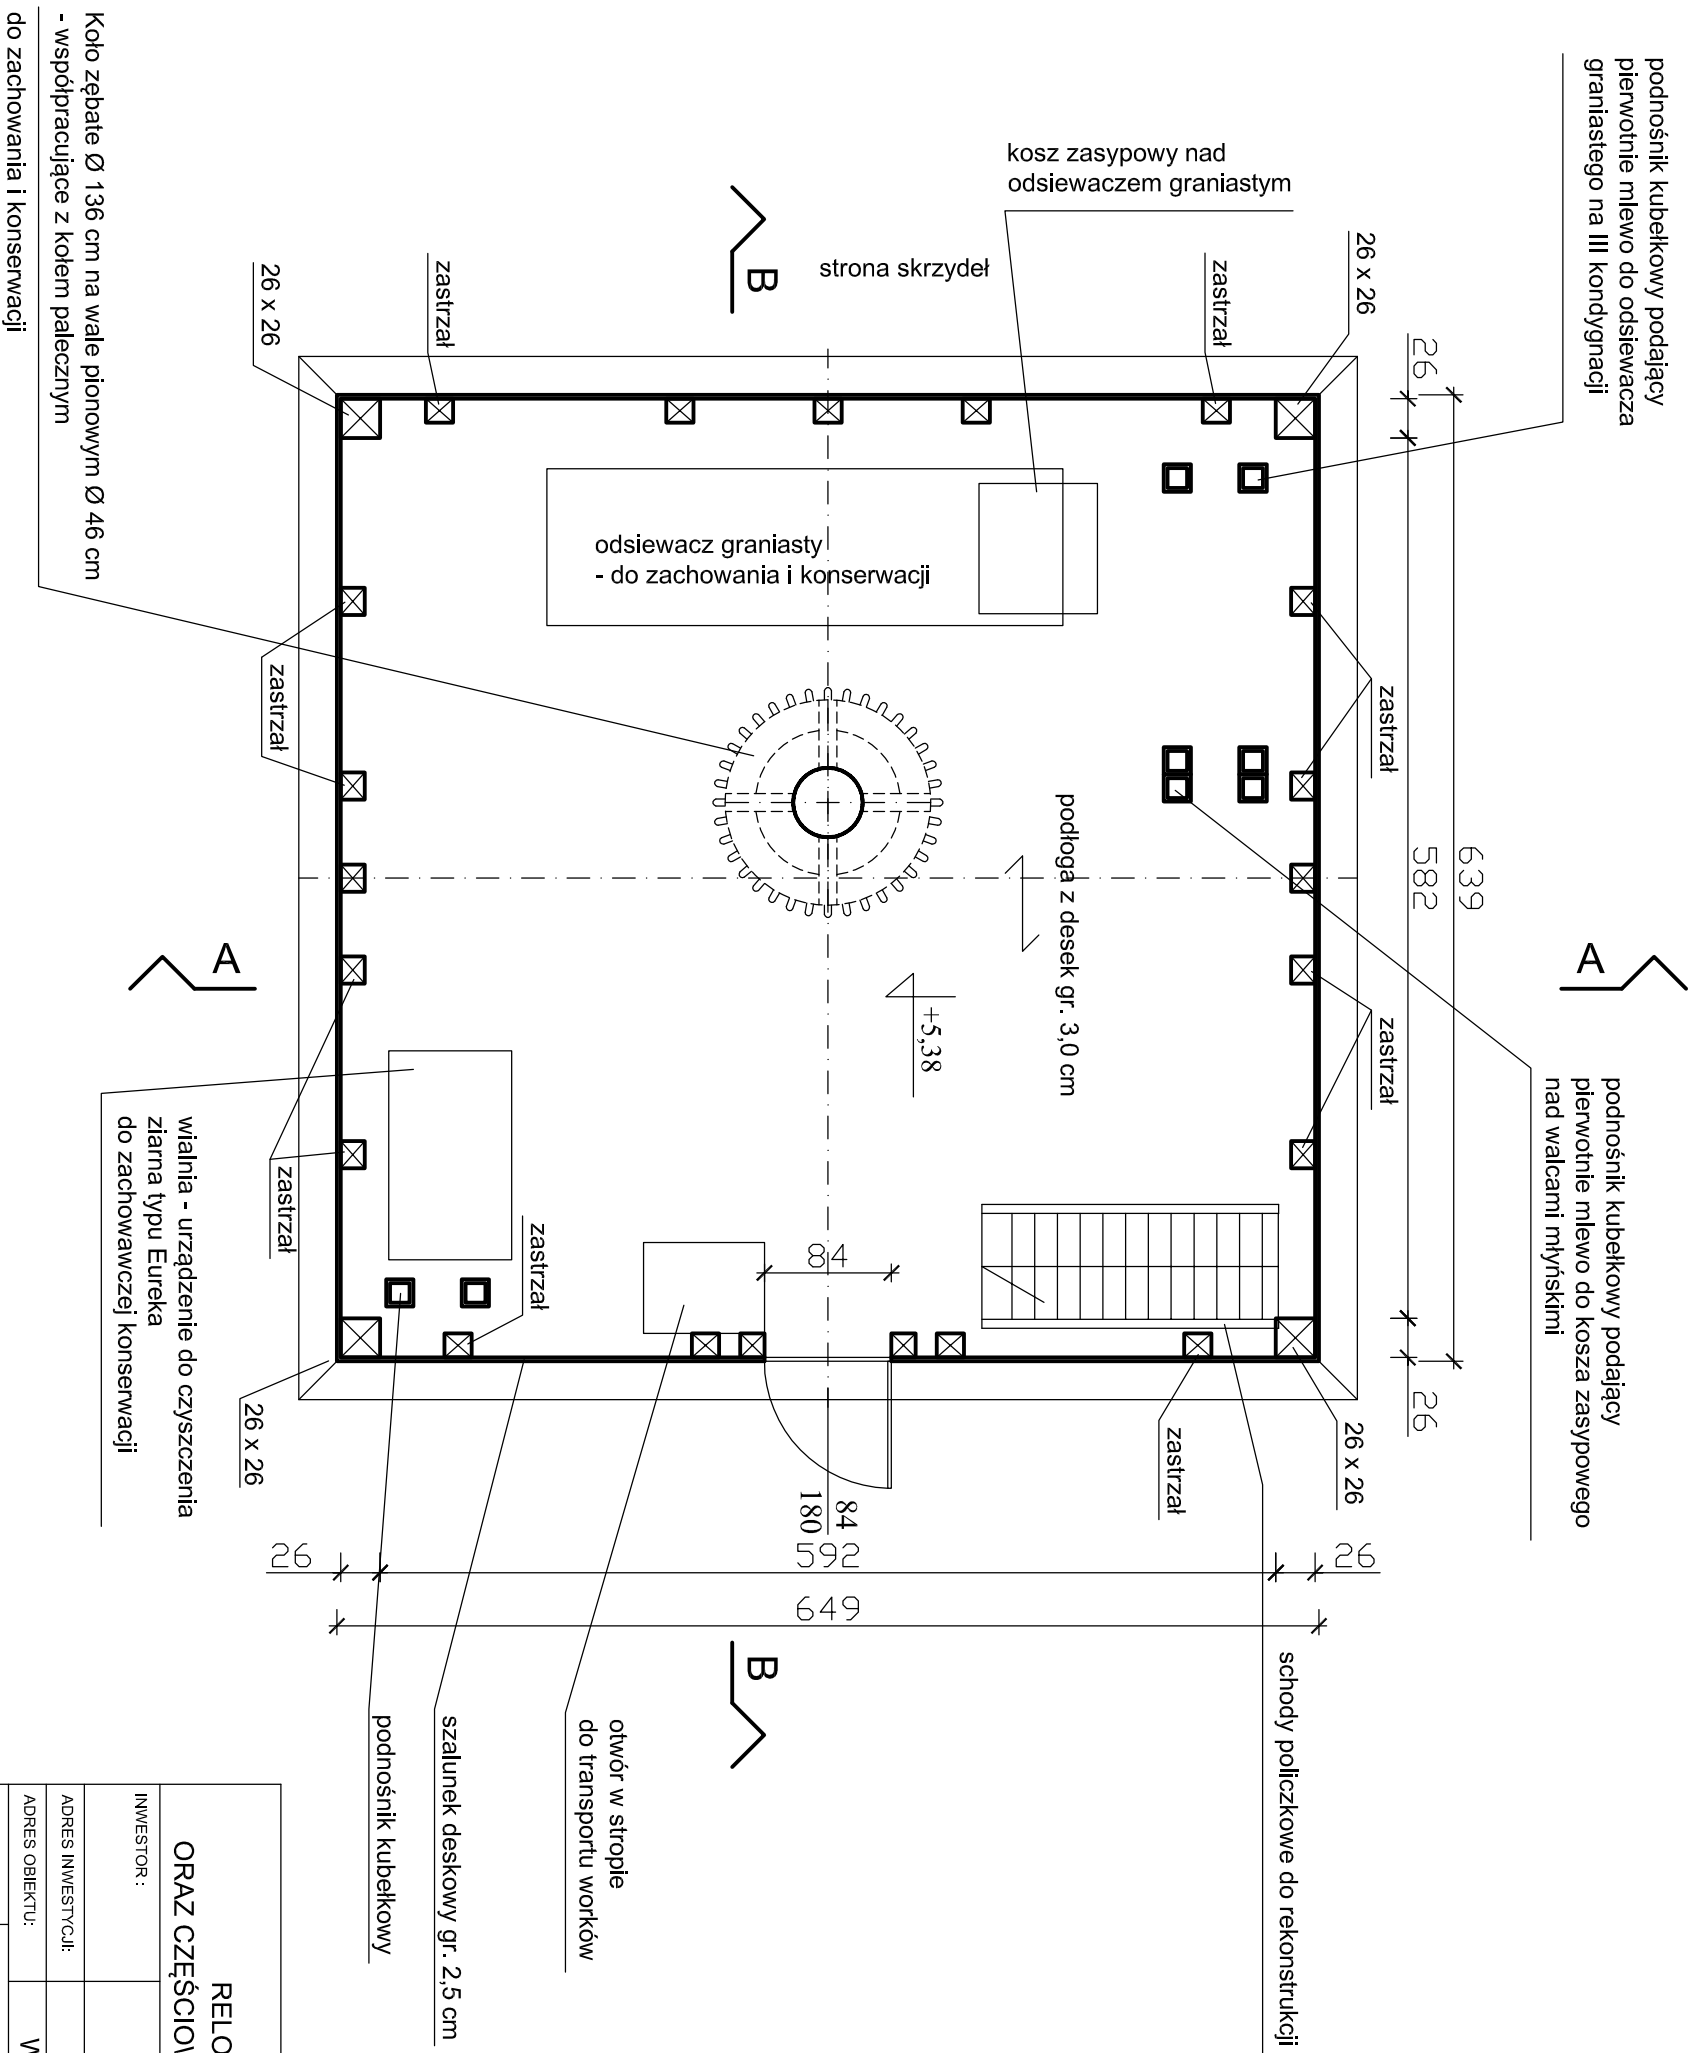 podnośnik kubełkowy podający
pierwotnie mlewo do odsiewacza
graniastego na III kondygnacji
kosz zasypowy nad
odsiewaczem graniastym
strona skrzydeł
B
26 x 26
zastrzał
zastrzał
26 x 26
Koło zębate Ø 136 cm na wale pionowym Ø 46 cm
- współpracujące z kołem palecznym
do zachowania i konserwacji
26
639
582
26
odsiewacz graniasty
- do zachowania i konserwacji
zastrzał
zastrzał
podłoga z desek gr. 3,0 cm
+5,38
A
A
zastrzał
zastrzał
podnośnik kubełkowy podający
pierwotnie mlewo do kosza zasypowego
nad walcami młyńskimi
wialnia - urządzenie do czyszczenia
ziarna typu Eureka
do zachowawczej konserwacji
zastrzał
84
26 x 26
zastrzał
26 x 26
84
180
26
592
26
649
B
schody policzkowe do rekonstrukcji
otwór w stropie
do transportu worków
szalunek deskowy gr. 2,5 cm
podnośnik kubełkowy
RELO
ORAZ CZĘŚCIOW
INWESTOR :
ADRES INWESTYCJI:
ADRES OBIEKTU:
W